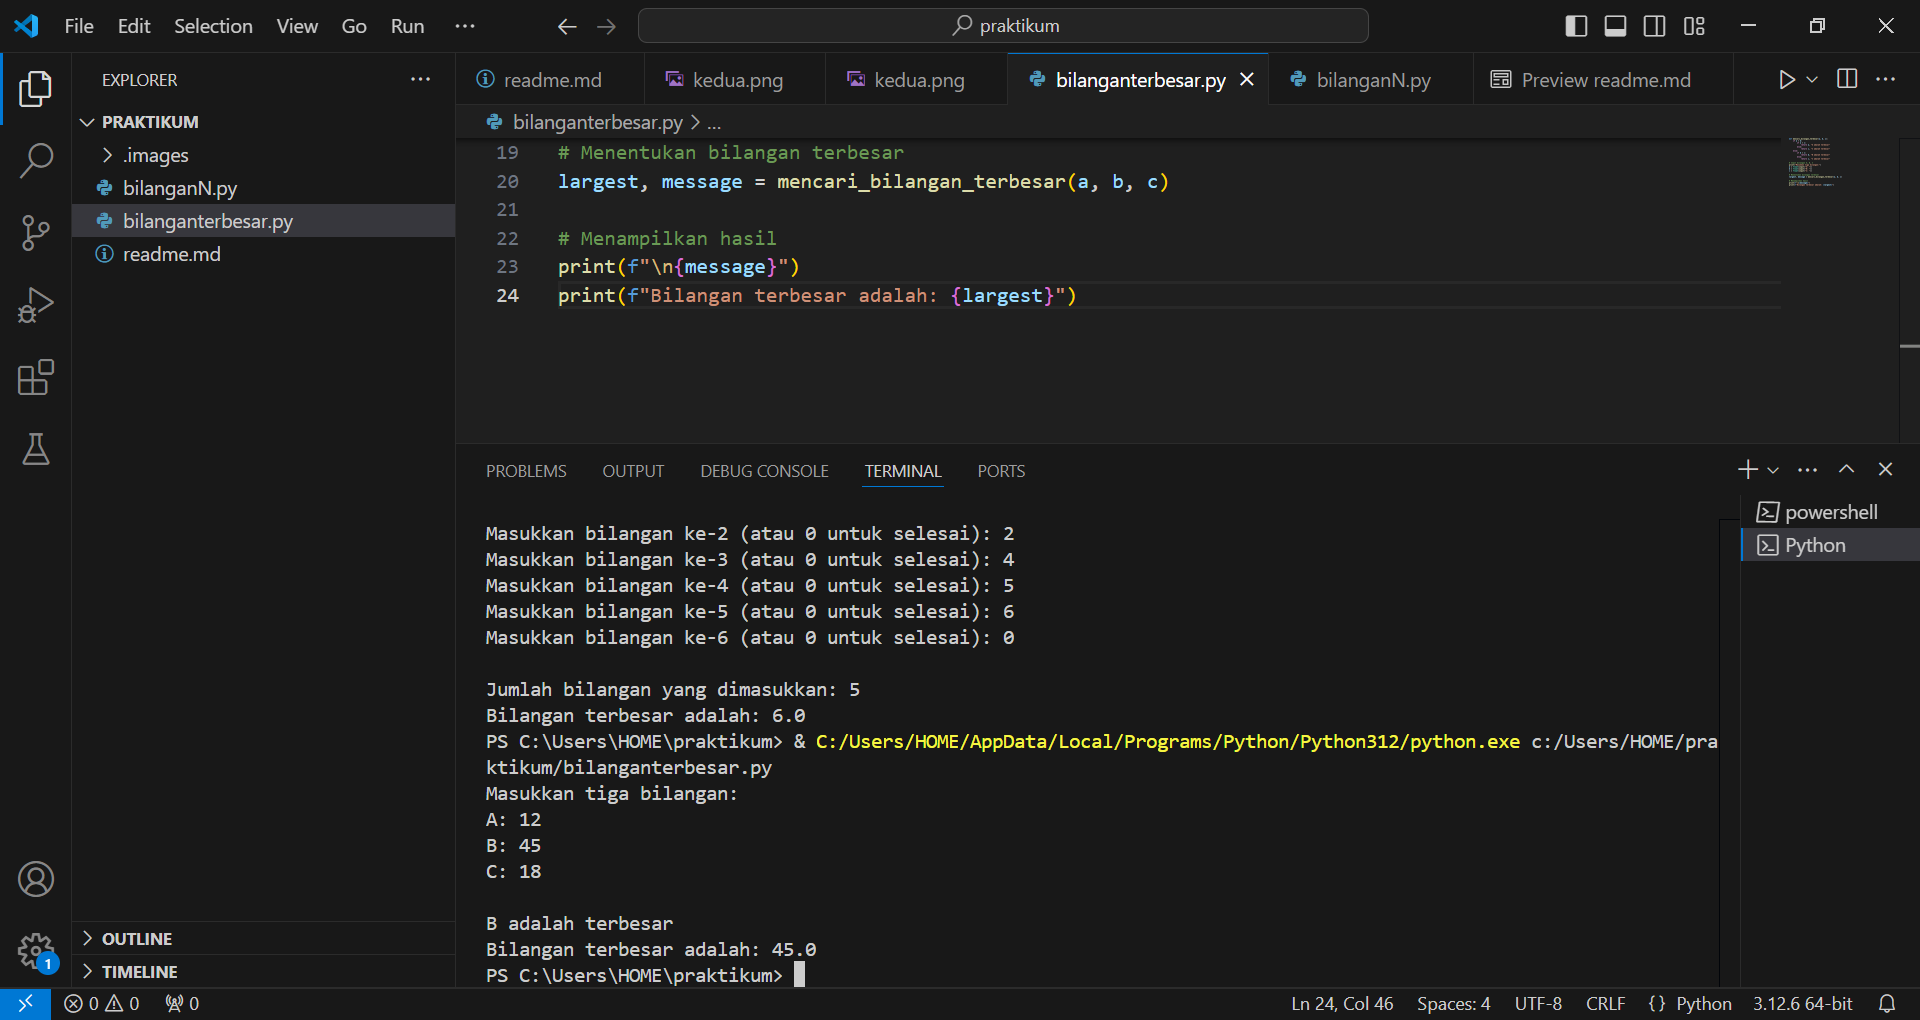 File Edit Selection View Go Run ···
praktikum
EXPLORER ···
PRAKTIKUM
.images
bilanganN.py
bilanganterbesar.py
readme.md
OUTLINE
TIMELINE
readme.md kedua.png kedua.png bilanganterbesar.py bilanganN.py Preview readme.md ···
bilanganterbesar.py > ...
19 # Menentukan bilangan terbesar
20 largest, message = mencari_bilangan_terbesar(a, b, c)
21
22 # Menampilkan hasil
23 print(f"\n{message}")
24 print(f"Bilangan terbesar adalah: {largest}")
PROBLEMS OUTPUT DEBUG CONSOLE TERMINAL PORTS
powershell
Python
Masukkan bilangan ke-2 (atau 0 untuk selesai): 2
Masukkan bilangan ke-3 (atau 0 untuk selesai): 4
Masukkan bilangan ke-4 (atau 0 untuk selesai): 5
Masukkan bilangan ke-5 (atau 0 untuk selesai): 6
Masukkan bilangan ke-6 (atau 0 untuk selesai): 0
Jumlah bilangan yang dimasukkan: 5
Bilangan terbesar adalah: 6.0
PS C:\Users\HOME\praktikum> & C:/Users/HOME/AppData/Local/Programs/Python/Python312/python.exe c:/Users/HOME/pra
ktikum/bilanganterbesar.py
Masukkan tiga bilangan:
A: 12
B: 45
C: 18
B adalah terbesar
Bilangan terbesar adalah: 45.0
PS C:\Users\HOME\praktikum>
1
0 0 0
Ln 24, Col 46 Spaces: 4 UTF-8 CRLF {} Python 3.12.6 64-bit